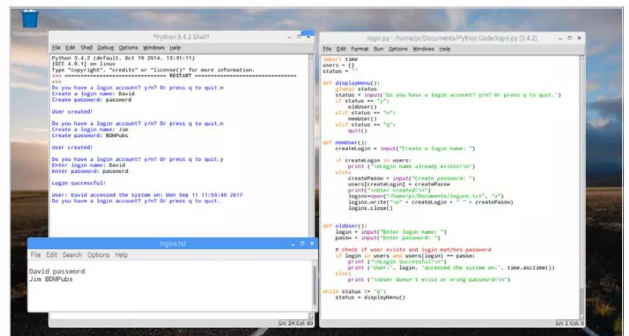 *Python 3.4.2 Shell*
File Edit Shell Debug Options Windows Help
Python 3.4.2 (default, Oct 19 2014, 13:31:11)
[GCC 4.9.1] on linux
Type "copyright", "credits" or "license()" for more information.
>>> ================================ RESTART ================================
>>>
Do you have a login account? y/n? Or press q to quit.n
Create a login name: David
Create password: password

User created!

Do you have a login account? y/n? Or press q to quit.n
Create a login name: Jim
Create password: BDMPubs

User created!

Do you have a login account? y/n? Or press q to quit.y
Enter login name: David
Enter password: password

Login successful!

User: David accessed the system on: Mon Sep 11 11:53:49 2017
Do you have a login account? y/n? Or press q to quit.
Ln: 24 Col: 60
logins.txt
File Edit Search Options Help
David password
Jim BDMPubs
login.py - /home/pi/Documents/Python Code/login.py (3.4.2)
File Edit Format Run Options Windows Help
import time
users = {}
status = ""

def displayMenu():
    global status
    status = input("Do you have a login account? y/n? Or press q to quit.")
    if status == "y":
        oldUser()
    elif status == "n":
        newUser()
    elif status == "q":
        quit()

def newUser():
    createLogin = input("Create a login name: ")

    if createLogin in users:
        print ("\nLogin name already exists!\n")
    else:
        createPassw = input("Create password: ")
        users[createLogin] = createPassw
        print("\nUser created!\n")
        logins=open("/home/pi/Documents/logins.txt", "a")
        logins.write("\n" + createLogin + " " + createPassw)
        logins.close()

def oldUser():
    login = input("Enter login name: ")
    passw = input("Enter password: ")

    # check if user exists and login matches password
    if login in users and users[login] == passw:
        print ("\nLogin successful!\n")
        print ("User:", login, "accessed the system on:", time.asctime())
    else:
        print ("\nUser doesn't exist or wrong password!\n")

while status != "q":
    status = displayMenu()
Ln: 1 Col: 0